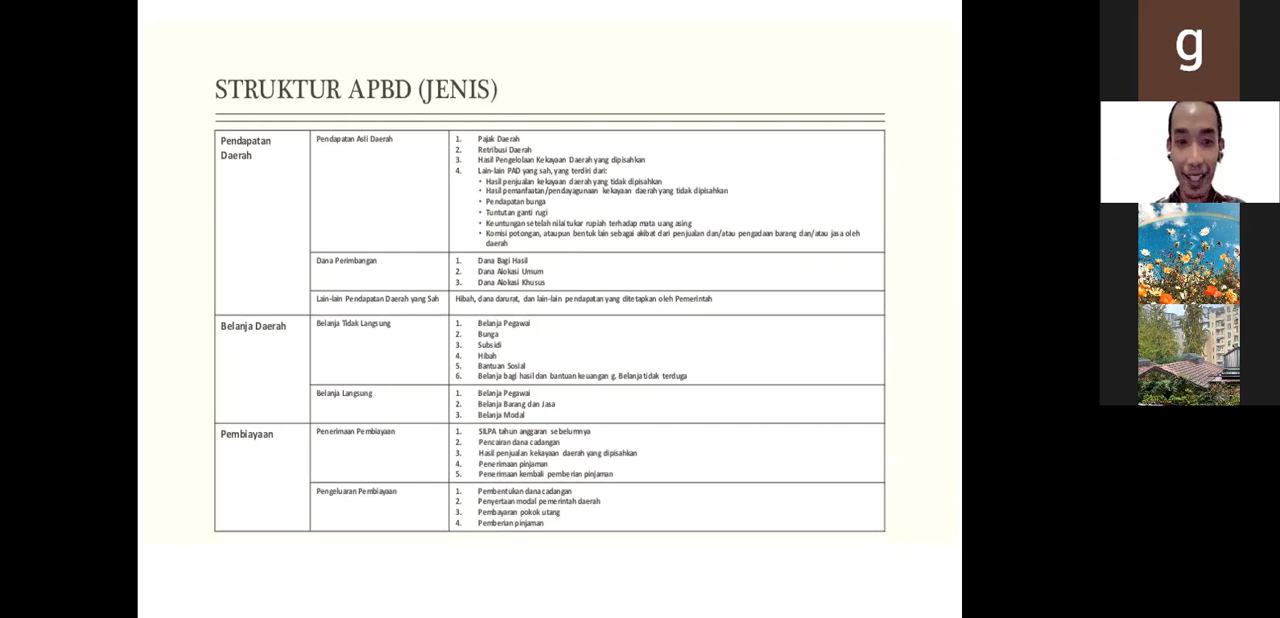 STRUKTUR APBD (JENIS)
Pendapatan
Daerah
Pendapatan Asli Daerah
1. Pajak Daerah
2. Retribusi Daerah
3. Hasil Pengelolaan Kekayaan Daerah yang dipisahkan
4. Lain-lain PAD yang sah, yang terdiri dari:
• Hasil penjualan kekayaan daerah yang tidak dipisahkan
• Hasil pemanfaatan/pendayagunaan kekayaan daerah yang tidak dipisahkan
• Pendapatan bunga
• Tuntutan ganti rugi
• Keuntungan setelah nilai tukar rupiah terhadap mata uang asing
• Komisi potongan, ataupun bentuk lain sebagai akibat dari penjualan dan/atau pengadaan barang dan/atau jasa oleh
daerah
Dana Perimbangan
1. Dana Bagi Hasil
2. Dana Alokasi Umum
3. Dana Alokasi Khusus
Lain-lain Pendapatan Daerah yang Sah
Hibah, dana darurat, dan lain-lain pendapatan yang ditetapkan oleh Pemerintah
Belanja Daerah
Belanja Tidak Langsung
1. Belanja Pegawai
2. Bunga
3. Subsidi
4. Hibah
5. Bantuan Sosial
6. Belanja bagi hasil dan bantuan keuangan g. Belanja tidak terduga
Belanja Langsung
1. Belanja Pegawai
2. Belanja Barang dan Jasa
3. Belanja Modal
Pembiayaan
Penerimaan Pembiayaan
1. SILPA tahun anggaran sebelumnya
2. Pencairan dana cadangan
3. Hasil penjualan kekayaan daerah yang dipisahkan
4. Penerimaan pinjaman
5. Penerimaan kembali pemberian pinjaman
Pengeluaran Pembiayaan
1. Pembentukan dana cadangan
2. Penyertaan modal pemerintah daerah
3. Pembayaran pokok utang
4. Pemberian pinjaman
g